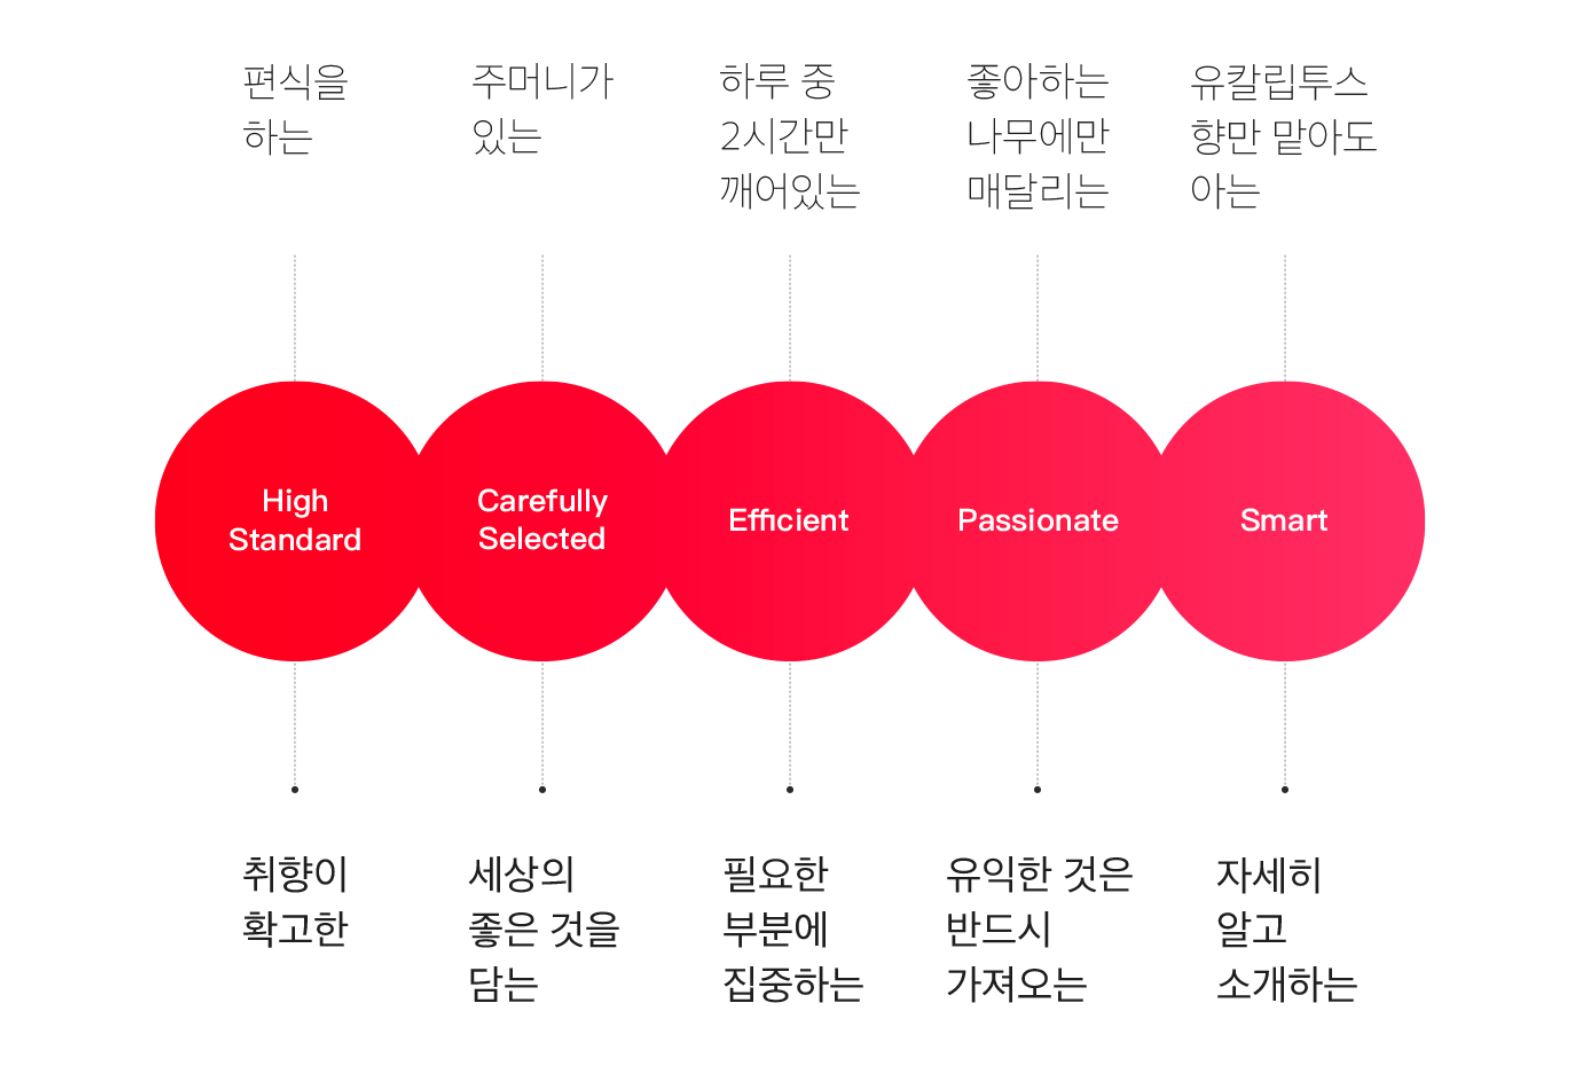 편식을
하는
주머니가
있는
하루 중
2시간만
깨어있는
좋아하는
나무에만
매달리는
유칼립투스
향만 맡아도
아는
High
Standard
Carefully
Selected
Efficient
Passionate
Smart
취향이
확고한
세상의
좋은 것을
담는
필요한
부분에
집중하는
유익한 것은
반드시
가져오는
자세히
알고
소개하는